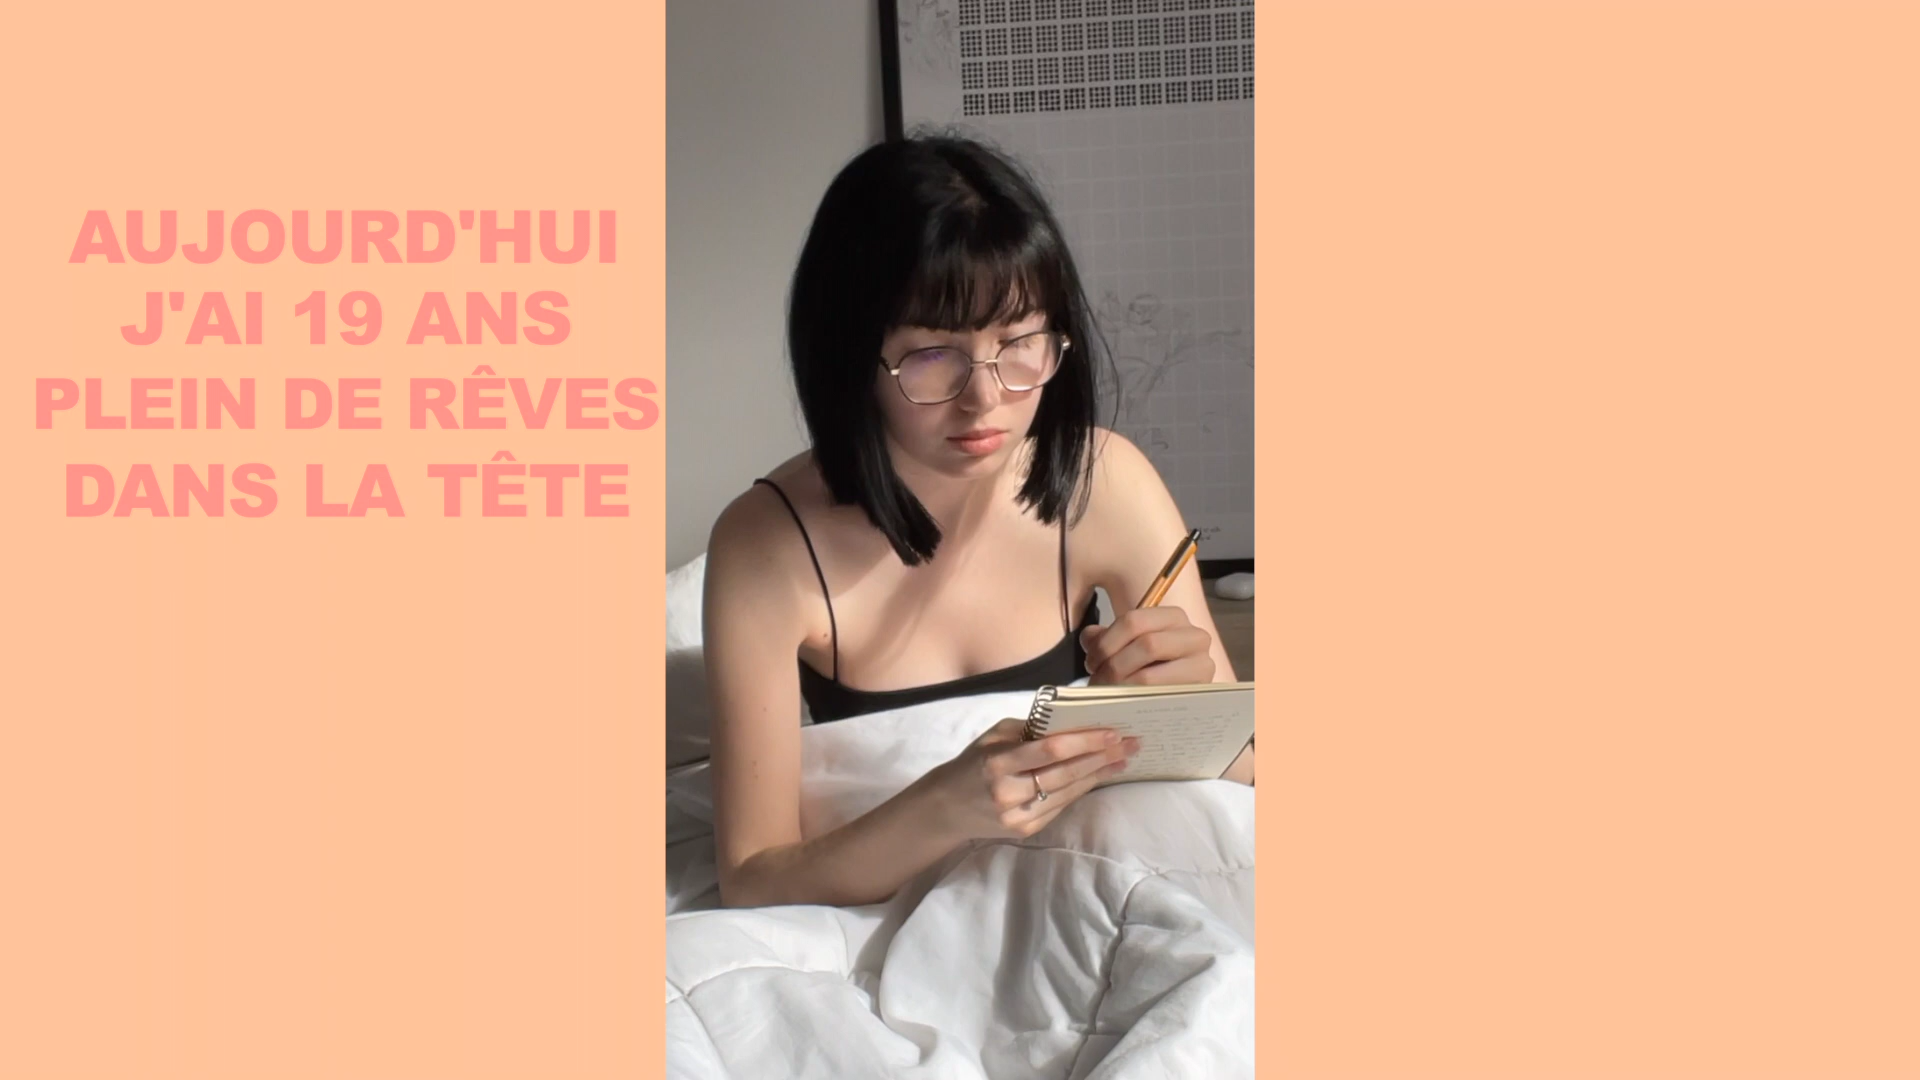 AUJOURD'HUI
J'AI 19 ANS
PLEIN DE RÊVES
DANS LA TÊTE